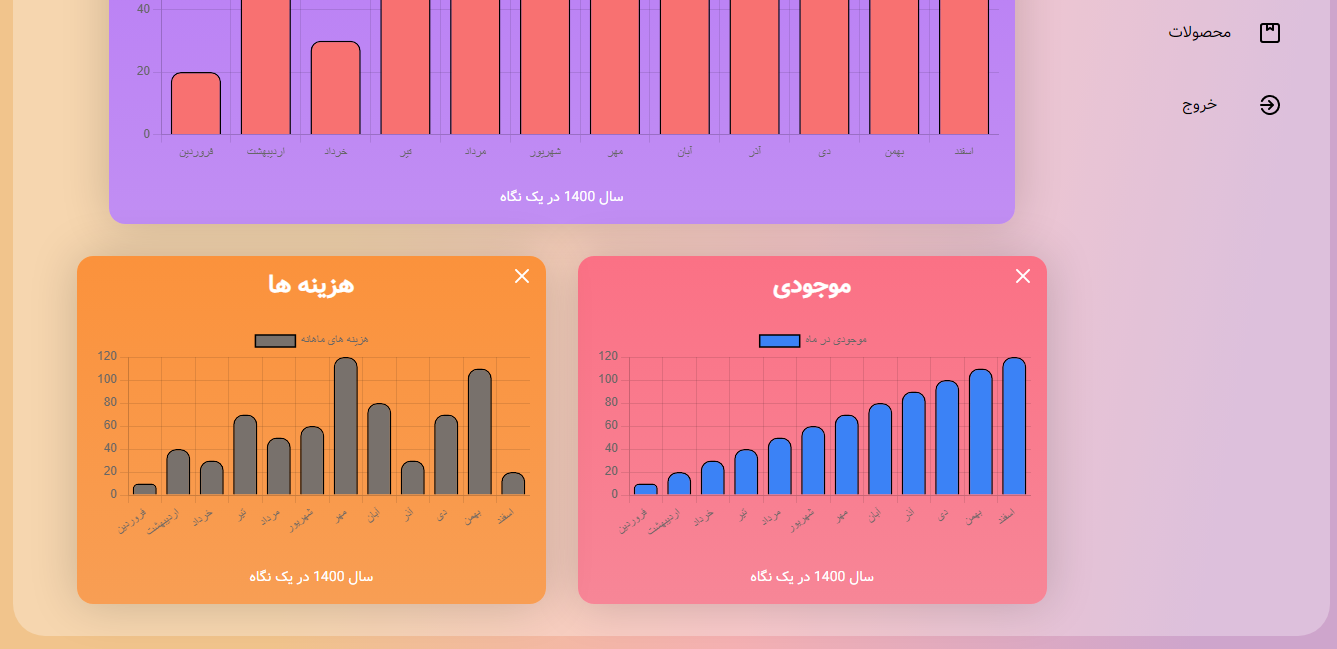 محصولات
خروج
40
20
0
فروردین اردیبهشت خرداد تیر مرداد شهریور مهر آبان آذر دی بهمن اسفند
سال 1400 در یک نگاه
موجودی
موجودی در ماه
120
100
80
60
40
20
0
فروردین اردیبهشت خرداد تیر مرداد شهریور مهر آبان آذر دی بهمن اسفند
سال 1400 در یک نگاه
هزینه ها
هزینه های ماهانه
120
100
80
60
40
20
0
فروردین اردیبهشت خرداد تیر مرداد شهریور مهر آبان آذر دی بهمن اسفند
سال 1400 در یک نگاه